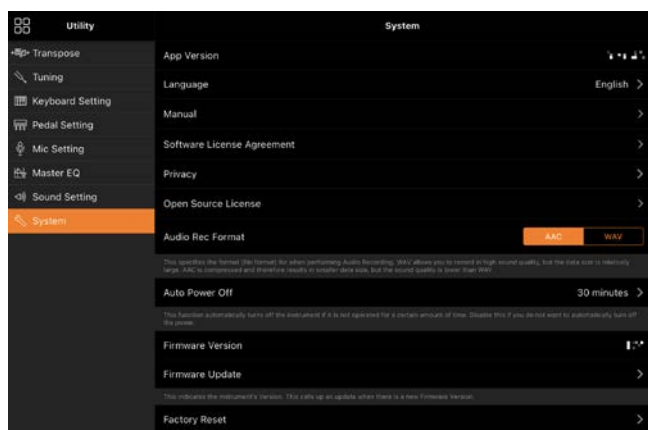 Utility
System
Transpose
Tuning
Keyboard Setting
Pedal Setting
Mic Setting
Master EQ
Sound Setting
System
App Version
Language English
Manual
Software License Agreement
Privacy
Open Source License
Audio Rec Format AAC WAV
This specifies the format (file format) for when performing Audio Recording. WAV allows you to record in high sound quality, but the data size is relatively
large. AAC is compressed and therefore results in smaller data size, but the sound quality is lower than WAV.
Auto Power Off 30 minutes
This function automatically turns off the instrument if it is not operated for a certain amount of time. Disable this if you do not want to automatically turn off
the power.
Firmware Version
Firmware Update
This indicates the instrument's version. This calls up an update when there is a new Firmware Version.
Factory Reset